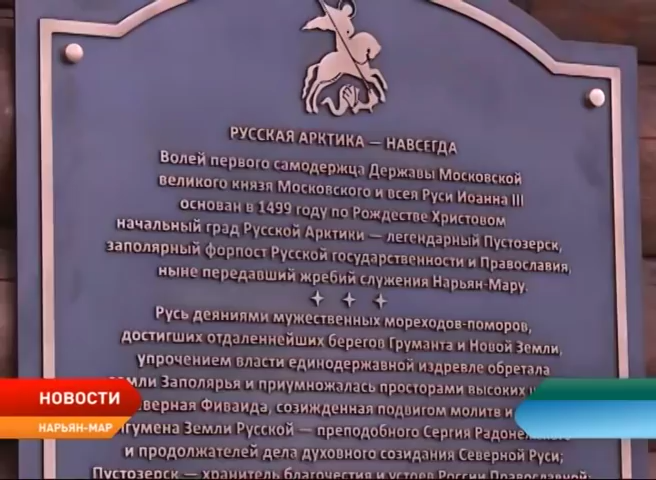 РУССКАЯ АРКТИКА — НАВСЕГДА
Волей первого самодержца Державы Московской
великого князя Московского и всея Руси Иоанна III
основан в 1499 году по Рождестве Христовом
начальный град Русской Арктики — легендарный Пустозерск,
заполярный форпост Русской государственности и Православия,
ныне передавший жребий служения Нарьян-Мару.
Русь деяниями мужественных мореходов-поморов,
достигших отдаленнейших берегов Груманта и Новой Земли,
упрочением власти единодержавной издревле обретала
Заполярья и приумножалась просторами высоких
Фиваида, созижденная подвигом молитв и
Земли Русской — преподобного Сергия
и продолжателей дела духовного созидания Северной Руси;
Пустозерск — хранитель благочестия и устоев России Православной;
НОВОСТИ
НАРЬЯН-МАР